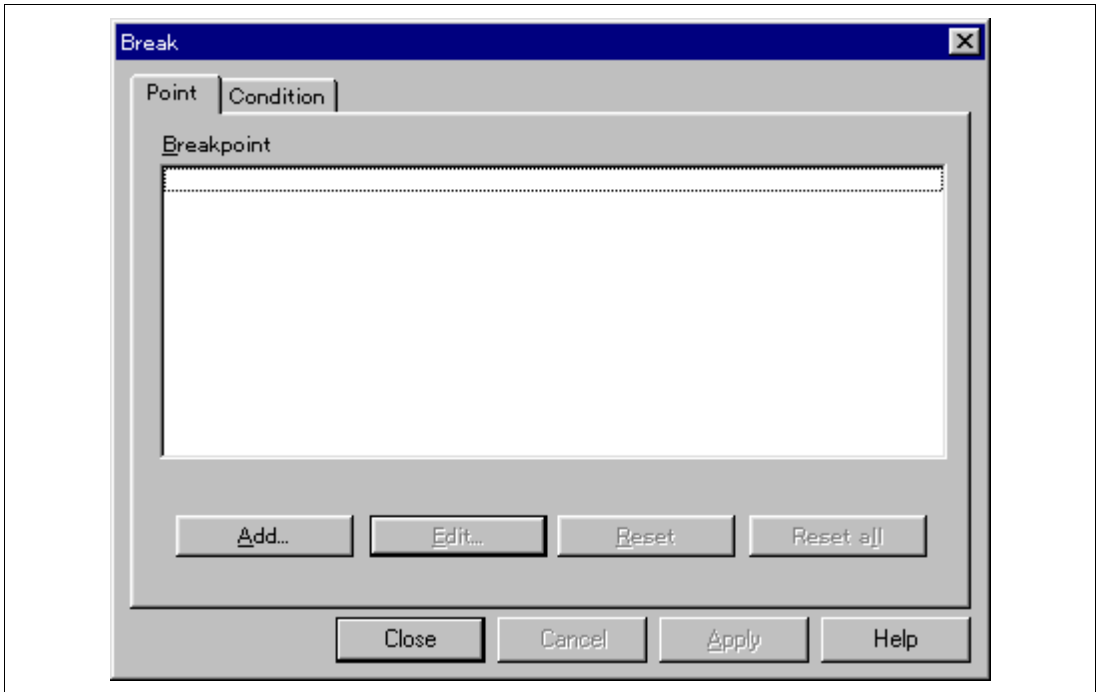 Break
Point Condition
Breakpoint
Add... Edit... Reset Reset all
Close Cancel Apply Help